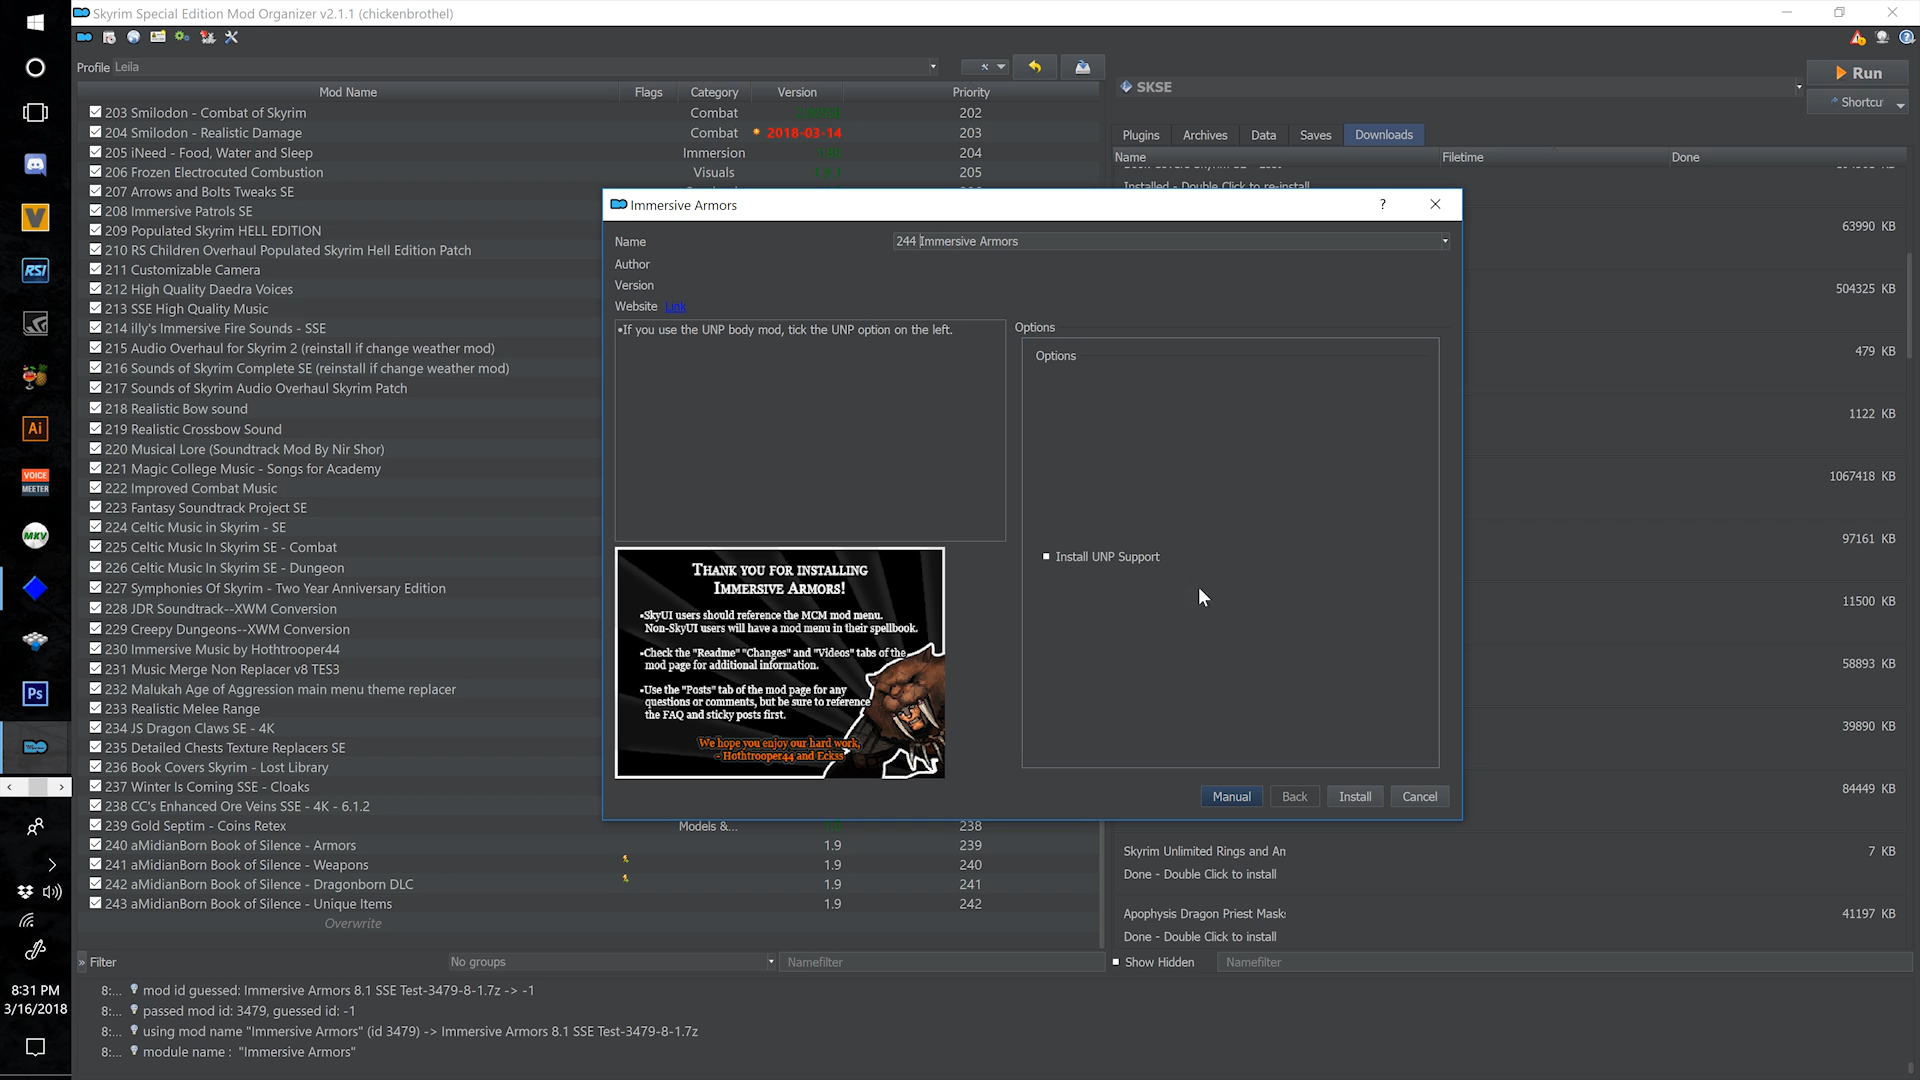 Skyrim Special Edition Mod Organizer v2.1.1 (chickenbrothel)
Profile Leila
Mod Name Flags Category Version Priority
203 Smilodon - Combat of Skyrim Combat 202
204 Smilodon - Realistic Damage Combat 2018-03-14 203
205 iNeed - Food, Water and Sleep Immersion 204
206 Frozen Electrocuted Combustion Visuals 205
207 Arrows and Bolts Tweaks SE
208 Immersive Patrols SE
209 Populated Skyrim HELL EDITION
210 RS Children Overhaul Populated Skyrim Hell Edition Patch
211 Customizable Camera
212 High Quality Daedra Voices
213 SSE High Quality Music
214 illy's Immersive Fire Sounds - SSE
215 Audio Overhaul for Skyrim 2 (reinstall if change weather mod)
216 Sounds of Skyrim Complete SE (reinstall if change weather mod)
217 Sounds of Skyrim Audio Overhaul Skyrim Patch
218 Realistic Bow sound
219 Realistic Crossbow Sound
220 Musical Lore (Soundtrack Mod By Nir Shor)
221 Magic College Music - Songs for Academy
222 Improved Combat Music
223 Fantasy Soundtrack Project SE
224 Celtic Music in Skyrim - SE
225 Celtic Music In Skyrim SE - Combat
226 Celtic Music In Skyrim SE - Dungeon
227 Symphonies Of Skyrim - Two Year Anniversary Edition
228 JDR Soundtrack--XWM Conversion
229 Creepy Dungeons--XWM Conversion
230 Immersive Music by Hothtrooper44
231 Music Merge Non Replacer v8 TES3
232 Malukah Age of Aggression main menu theme replacer
233 Realistic Melee Range
234 JS Dragon Claws SE - 4K
235 Detailed Chests Texture Replacers SE
236 Book Covers Skyrim - Lost Library
237 Winter Is Coming SSE - Cloaks
238 CC's Enhanced Ore Veins SSE - 4K - 6.1.2
239 Gold Septim - Coins Retex Models &... 238
240 aMidianBorn Book of Silence - Armors 1.9 239
241 aMidianBorn Book of Silence - Weapons 1.9 240
242 aMidianBorn Book of Silence - Dragonborn DLC 1.9 241
243 aMidianBorn Book of Silence - Unique Items 1.9 242
Overwrite
» Filter
No groups
Namefilter
SKSE
Run
Shortcu
Plugins Archives Data Saves Downloads
Name Filetime Done
Installed - Double Click to re-install
63990 KB
504325 KB
479 KB
1122 KB
1067418 KB
97161 KB
11500 KB
58893 KB
39890 KB
84449 KB
Skyrim Unlimited Rings and An 7 KB
Done - Double Click to install
Apophysis Dragon Priest Mask: 41197 KB
Done - Double Click to install
Show Hidden
Namefilter
Immersive Armors
?
Name 244 Immersive Armors
Author
Version
Website Link
•If you use the UNP body mod, tick the UNP option on the left.
Options
Options
Install UNP Support
THANK YOU FOR INSTALLING
IMMERSIVE ARMORS!
•SkyUI users should reference the MCM mod menu.
Non-SkyUI users will have a mod menu in their spellbook.
•Check the "Readme" "Changes" and "Videos" tabs of the
mod page for additional information.
•Use the "Posts" tab of the mod page for any
questions or comments, but be sure to reference
the FAQ and sticky posts first.
We hope you enjoy our hard work,
- Hothtrooper44 and Eckss
Manual Back Install Cancel
8:... mod id guessed: Immersive Armors 8.1 SSE Test-3479-8-1.7z -> -1
8:... passed mod id: 3479, guessed id: -1
8:... using mod name "Immersive Armors" (id 3479) -> Immersive Armors 8.1 SSE Test-3479-8-1.7z
8:... module name : "Immersive Armors"
RSI
Ai
VOICE
MEETER
MKV
Ps
8:31 PM
3/16/2018